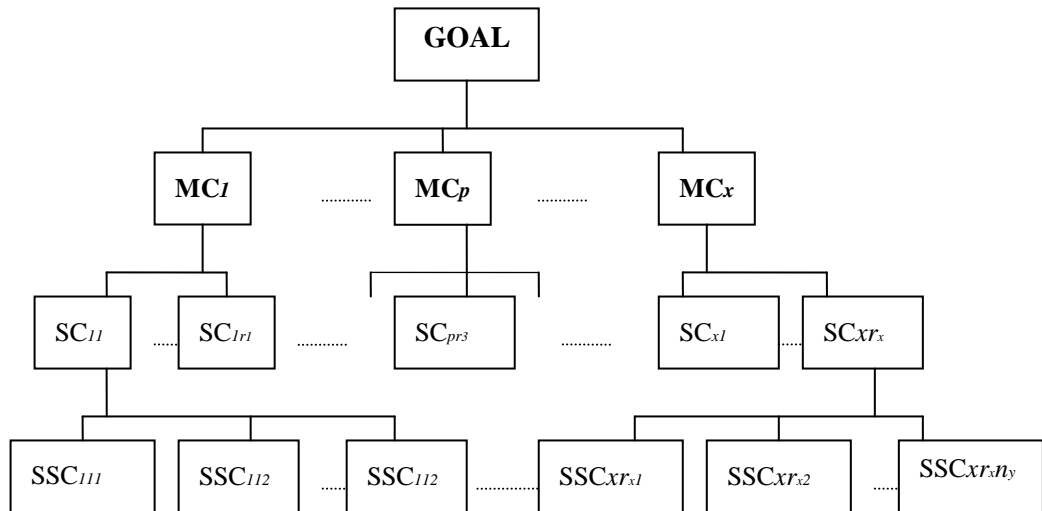 GOAL
MC1 ............ MCp ............ MCx
SC11 ...... SC1r1 ............ SCpr3 ............ SCx1 ...... SCxrx
SSC111 SSC112 ...... SSC112 ............... SSCxrx1 SSCxrx2 ...... SSCxrxny